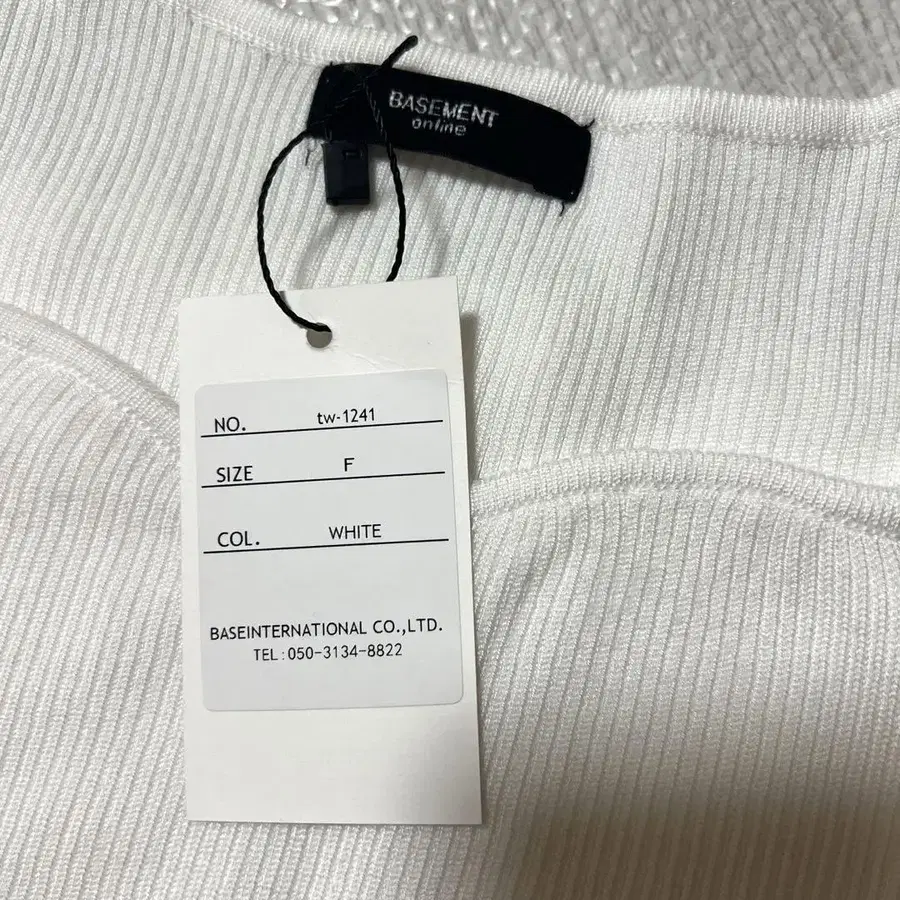 BASEMENT
online
F
NO. tw-1241
SIZE F
COL. WHITE
BASEINTERNATIONAL CO.,LTD.
TEL:050-3134-8822